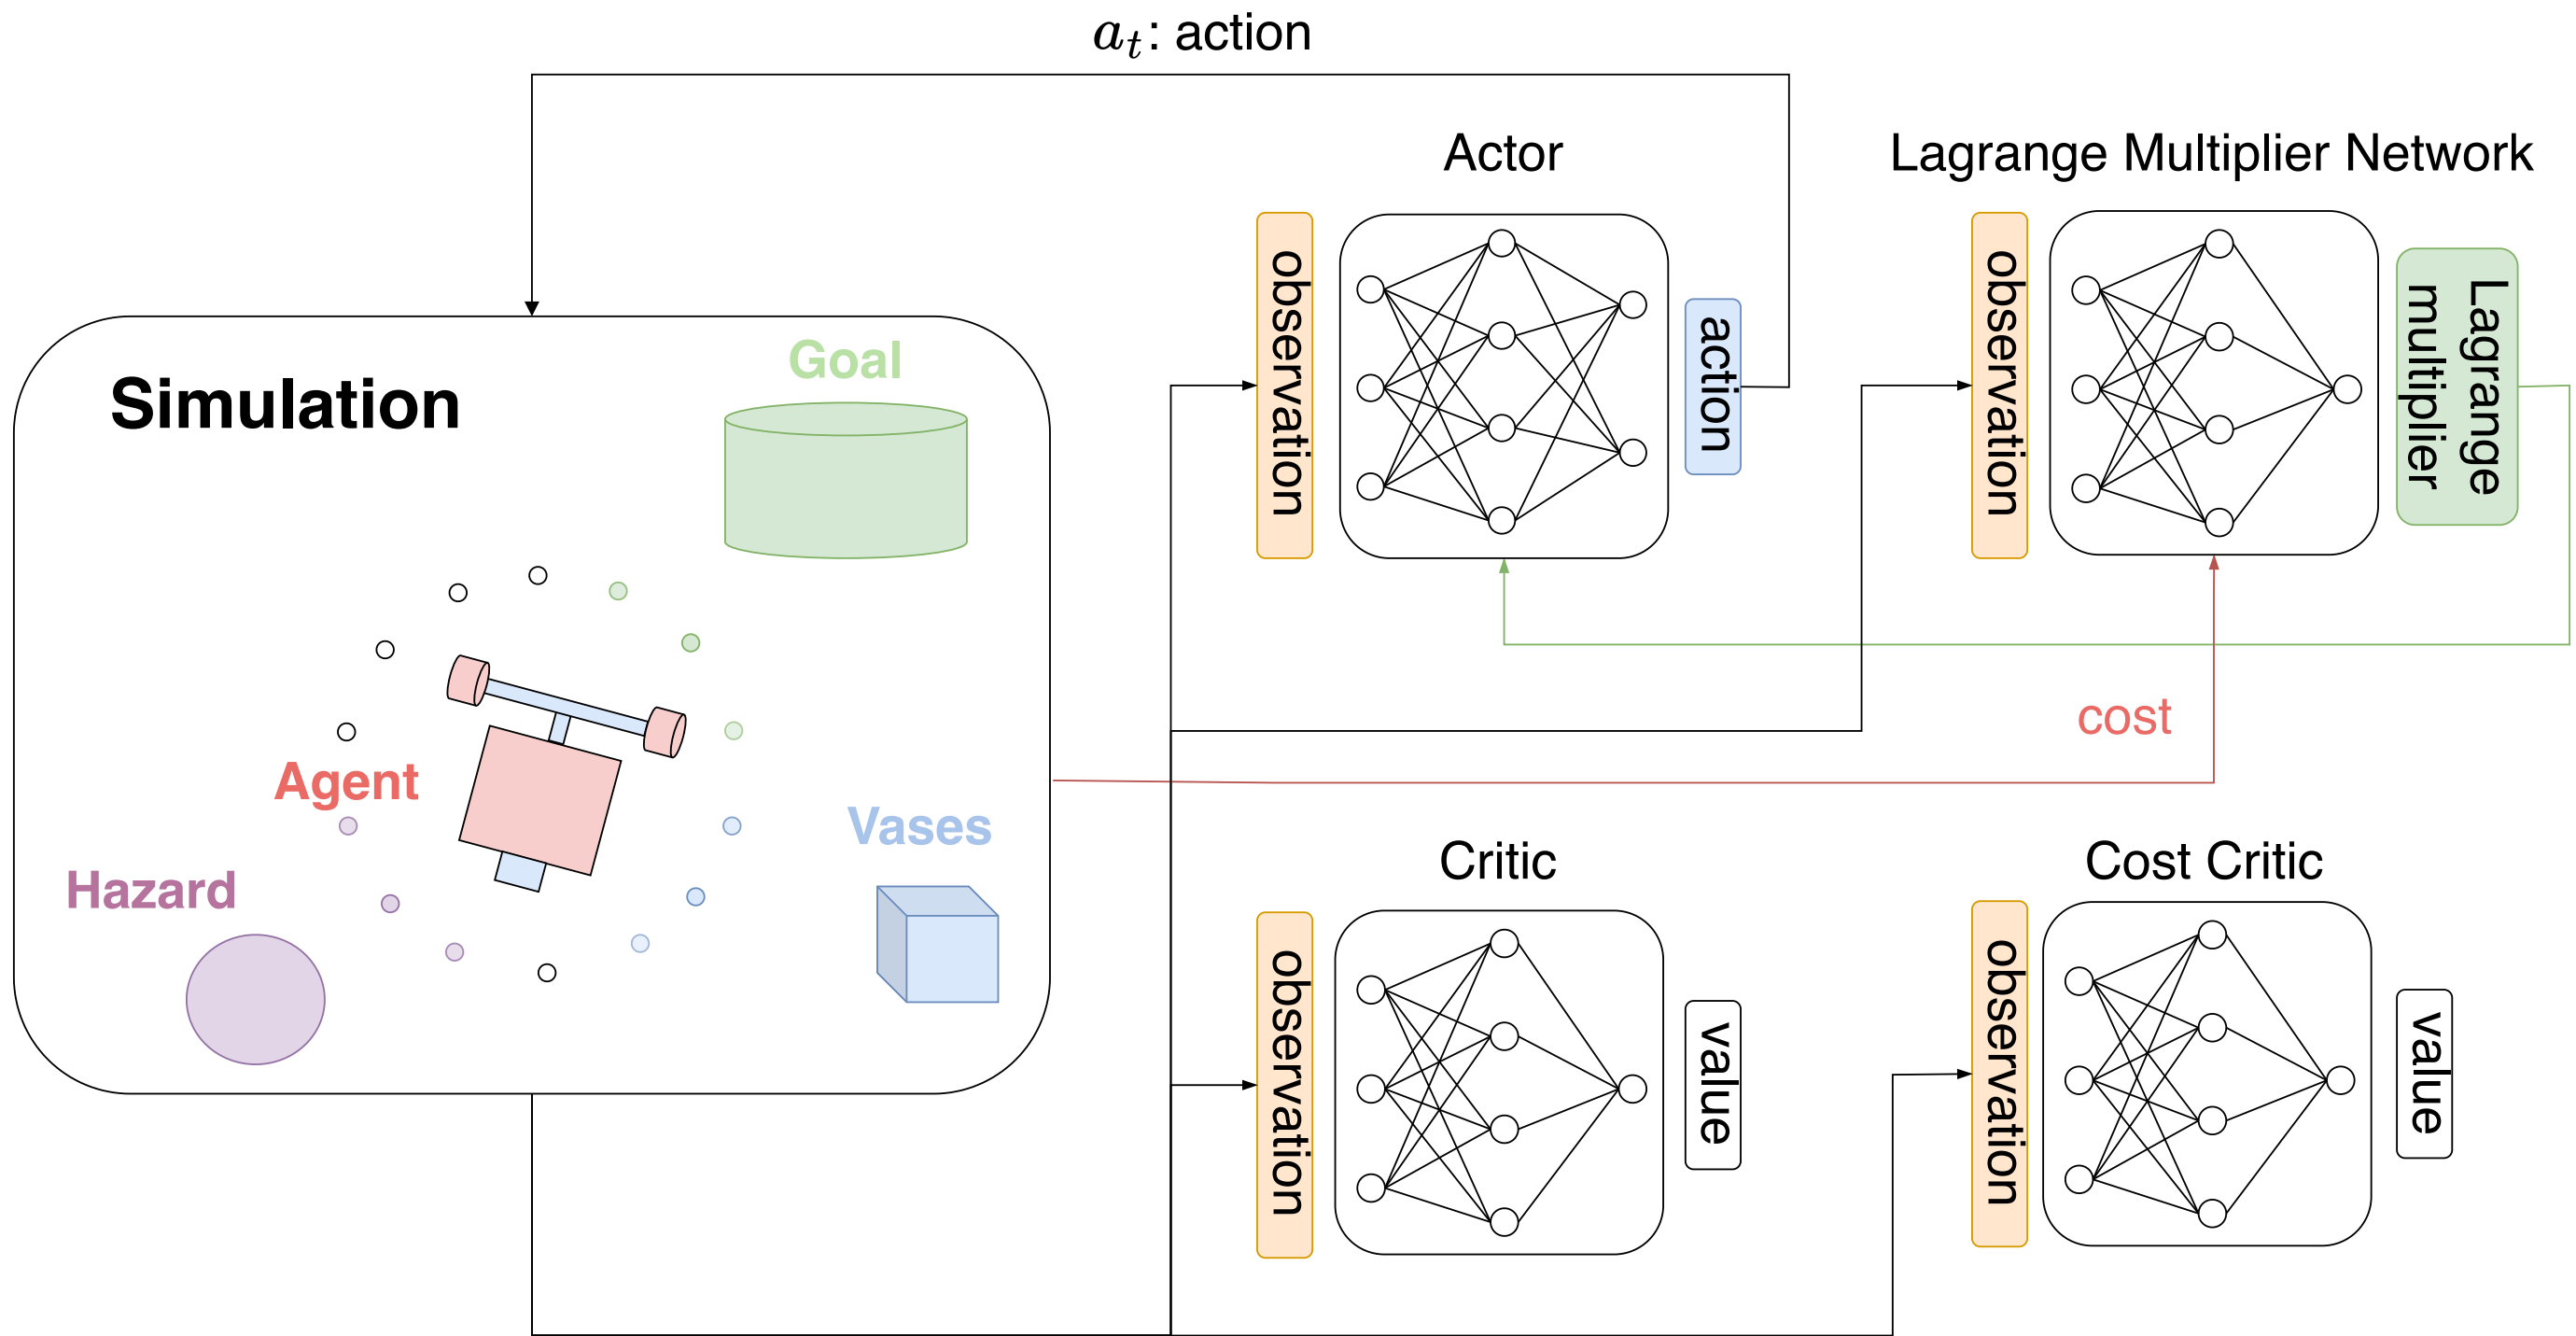 a_t: action
Actor
Lagrange Multiplier Network
observation
action
observation
Lagrange
multiplier
Simulation
Goal
Agent
Vases
Hazard
cost
Critic
Cost Critic
observation
value
observation
value